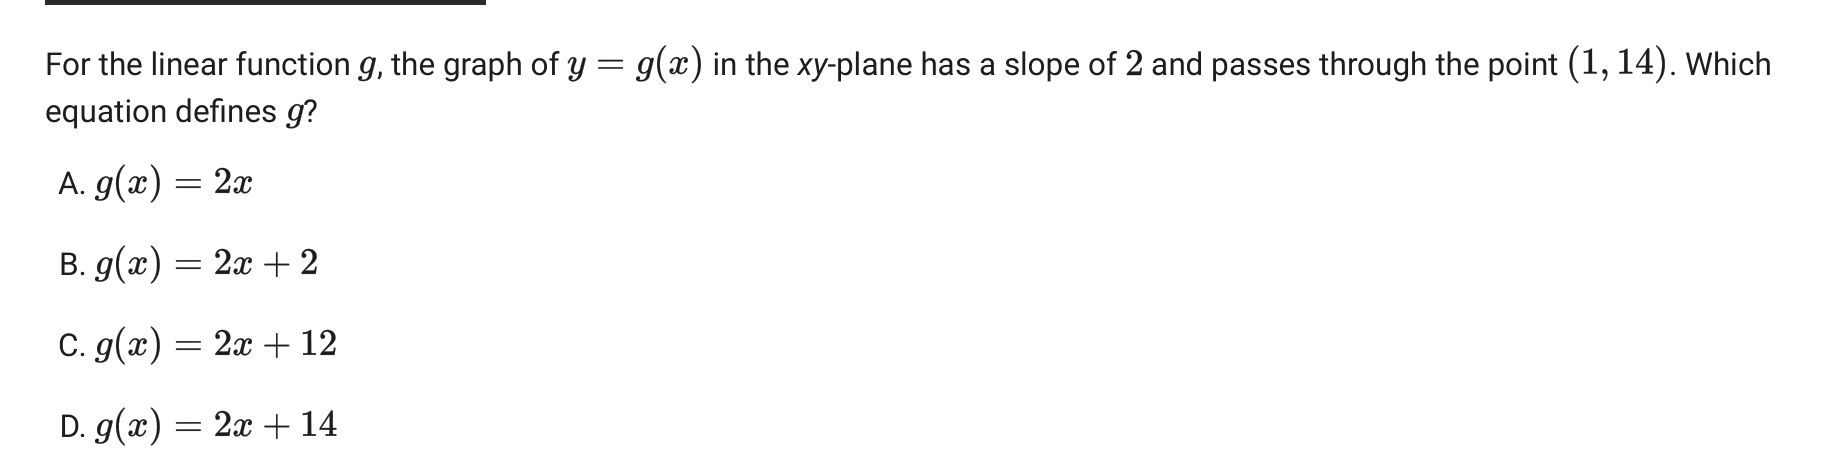 For the linear function g, the graph of y = g(x) in the xy-plane has a slope of 2 and passes through the point (1, 14). Which
equation defines g?
A. g(x) = 2x
B. g(x) = 2x + 2
C. g(x) = 2x + 12
D. g(x) = 2x + 14